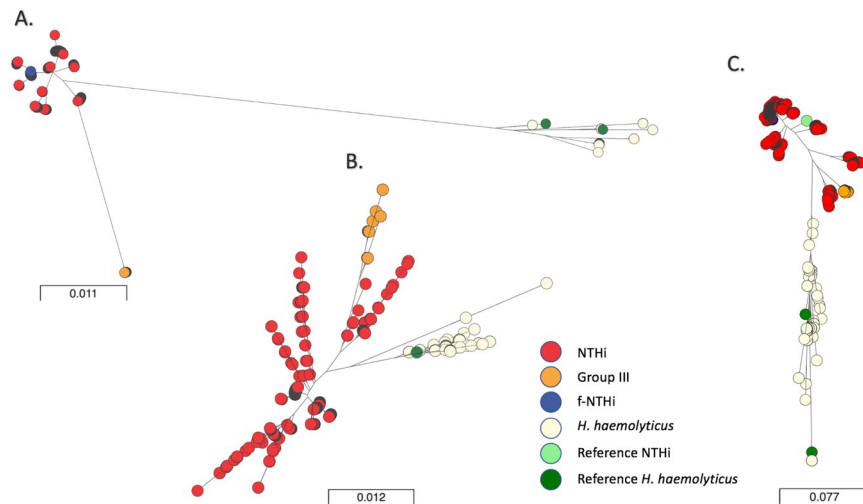 A.
C.
B.
0.011
NTHi
Group III
f-NTHi
H. haemolyticus
Reference NTHi
Reference H. haemolyticus
0.012
0.077